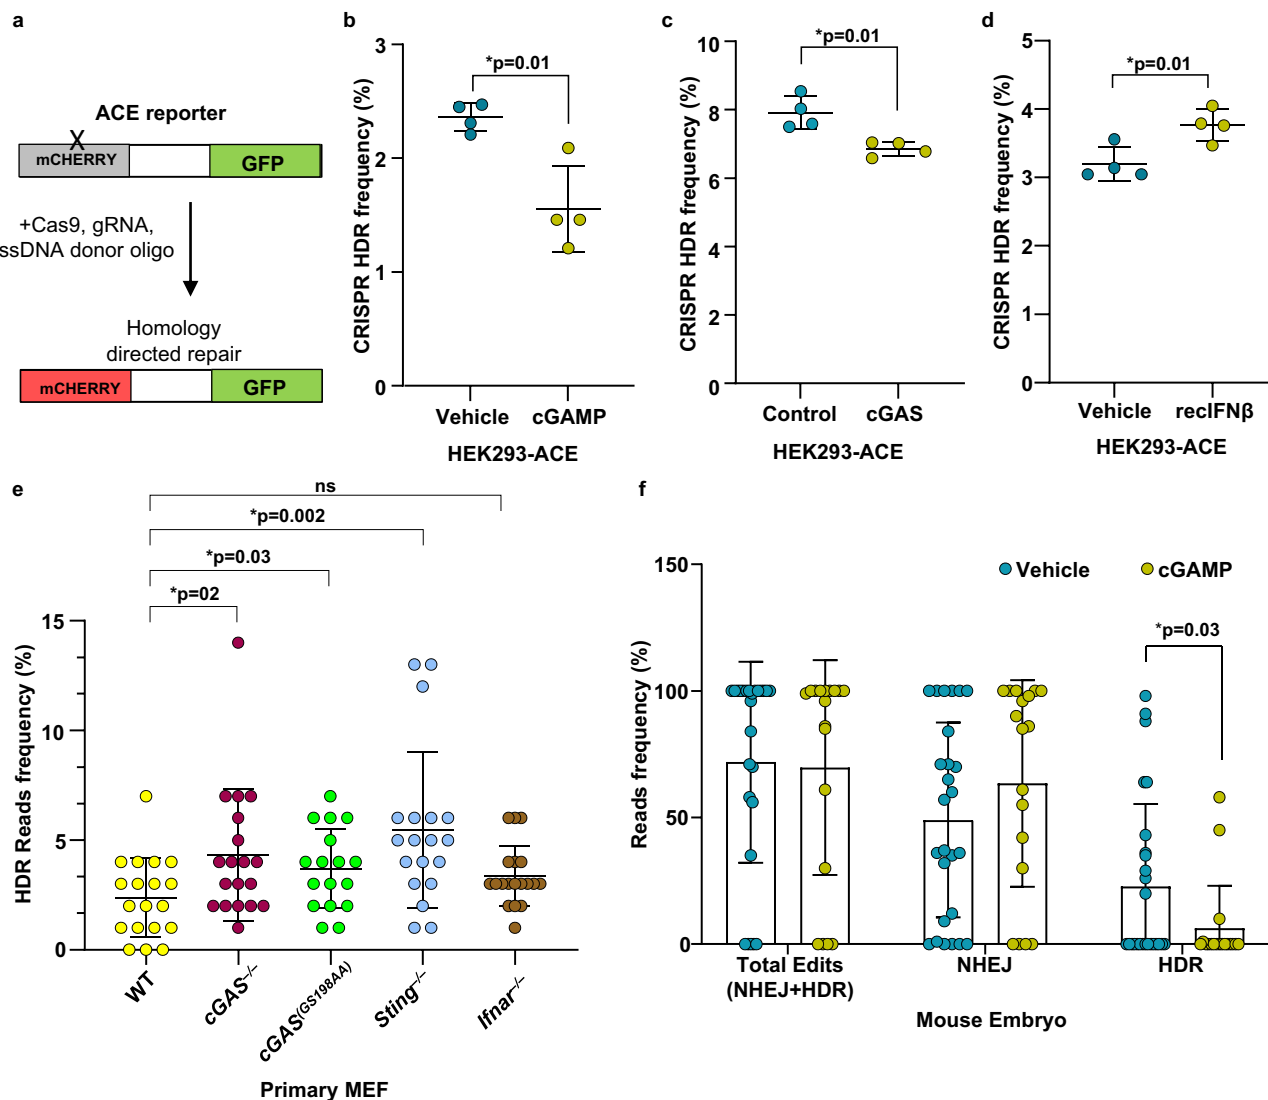 a
ACE reporter
X
mCHERRY
GFP
+Cas9, gRNA,
ssDNA donor oligo
Homology
directed repair
mCHERRY
GFP
b
CRISPR HDR frequency (%)
3
2
1
0
*p=0.01
Vehicle
cGAMP
HEK293-ACE
c
CRISPR HDR frequency (%)
10
8
6
4
2
0
*p=0.01
Control
cGAS
HEK293-ACE
d
CRISPR HDR frequency (%)
5
4
3
2
1
0
*p=0.01
Vehicle
recIFNβ
HEK293-ACE
e
ns
*p=0.002
*p=0.03
*p=02
HDR Reads frequency (%)
15
10
5
0
WT
cGAS⁻/⁻
cGAS(GS198AA)
Sting⁻/⁻
Ifnar⁻/⁻
Primary MEF
f
Reads frequency (%)
150
100
50
0
Vehicle
cGAMP
*p=0.03
Total Edits
(NHEJ+HDR)
NHEJ
HDR
Mouse Embryo